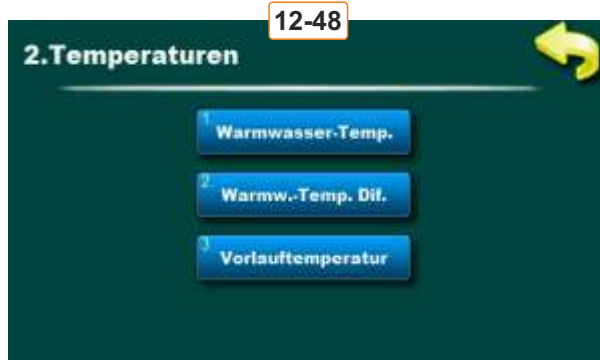 12-48
2.Temperaturen
1. Warmwasser-Temp.
2. Warmw.-Temp. Dif.
3. Vorlauftemperatur